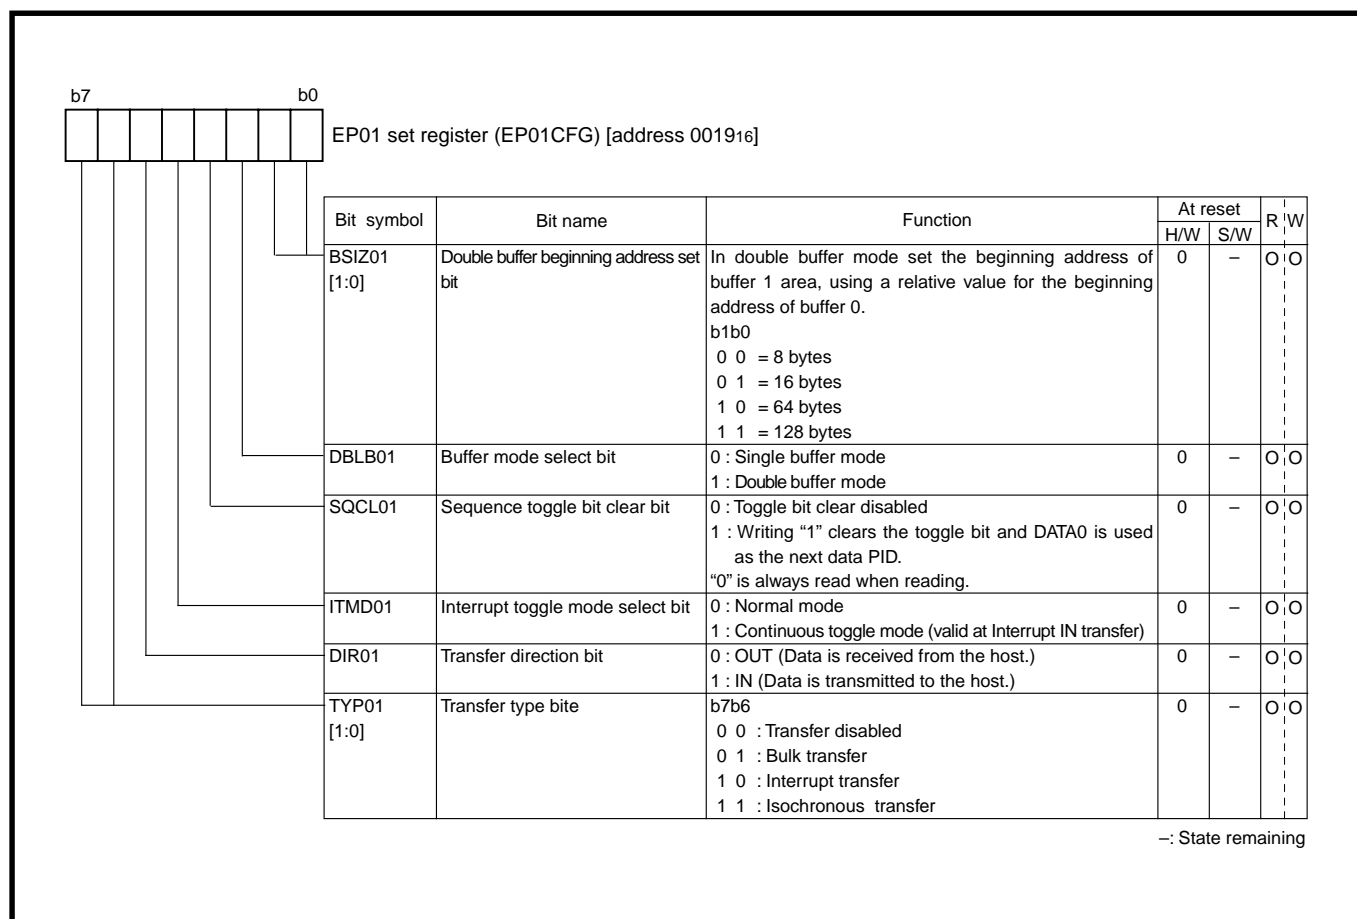 b7 b0
EP01 set register (EP01CFG) [address 001916]
Bit symbol Bit name Function At reset R W
H/W S/W
BSIZ01 Double buffer beginning address set In double buffer mode set the beginning address of 0 – O O
[1:0] bit buffer 1 area, using a relative value for the beginning
address of buffer 0.
b1b0
0 0 = 8 bytes
0 1 = 16 bytes
1 0 = 64 bytes
1 1 = 128 bytes
DBLB01 Buffer mode select bit 0 : Single buffer mode 0 – O O
1 : Double buffer mode
SQCL01 Sequence toggle bit clear bit 0 : Toggle bit clear disabled 0 – O O
1 : Writing “1” clears the toggle bit and DATA0 is used
as the next data PID.
“0” is always read when reading.
ITMD01 Interrupt toggle mode select bit 0 : Normal mode 0 – O O
1 : Continuous toggle mode (valid at Interrupt IN transfer)
DIR01 Transfer direction bit 0 : OUT (Data is received from the host.) 0 – O O
1 : IN (Data is transmitted to the host.)
TYP01 Transfer type bite b7b6 0 – O O
[1:0] 0 0 : Transfer disabled
0 1 : Bulk transfer
1 0 : Interrupt transfer
1 1 : Isochronous transfer
–: State remaining